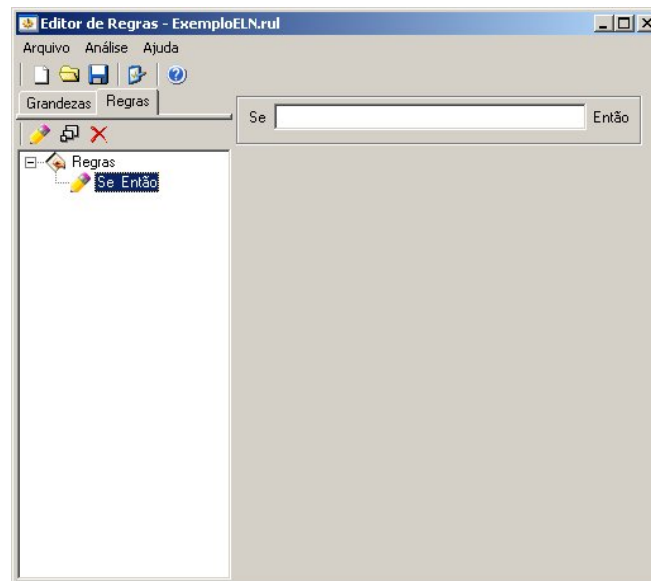 Editor de Regras - ExemploELN.rul
Arquivo Análise Ajuda
Grandezas Regras
Se Então
Regras
Se Então